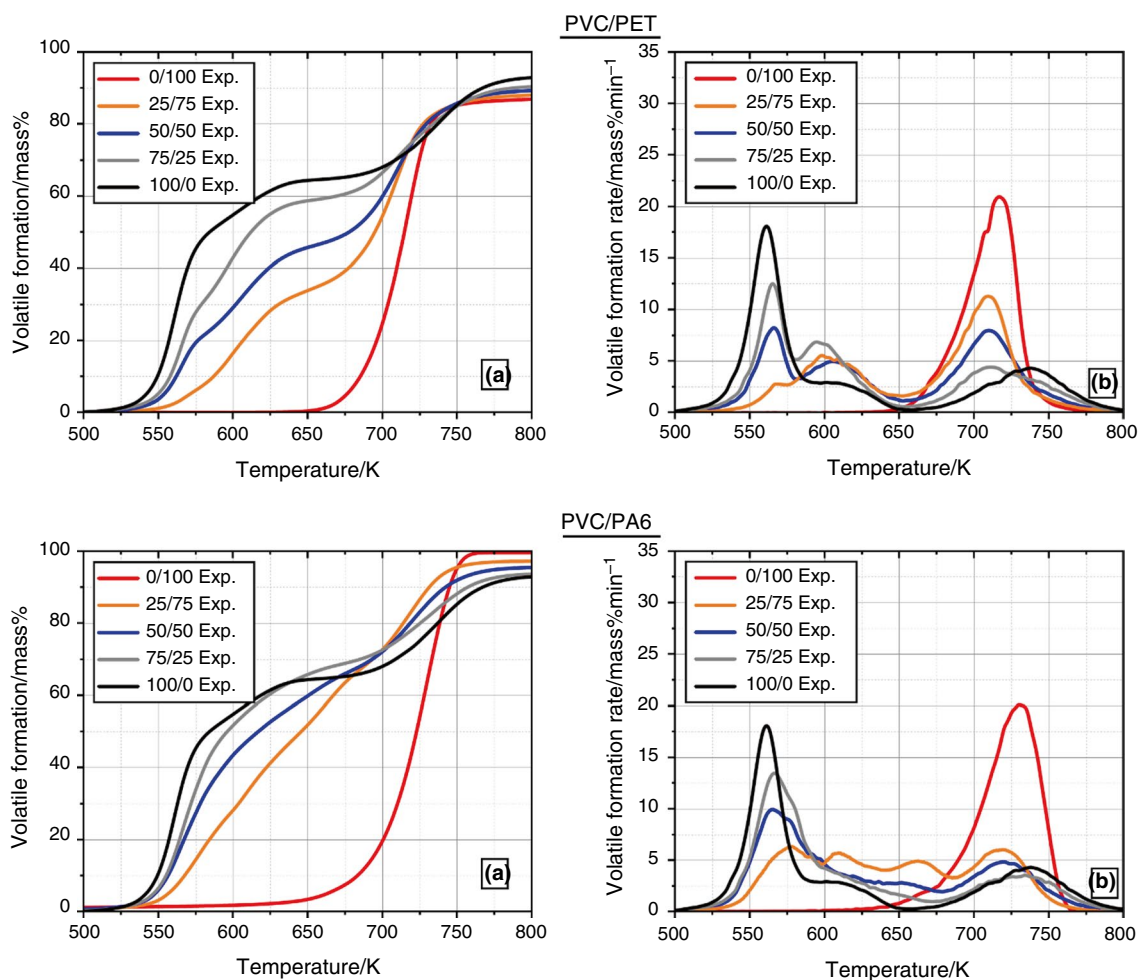 PVC/PET
100
80
60
40
20
0
Volatile formation/mass%
0/100 Exp.
25/75 Exp.
50/50 Exp.
75/25 Exp.
100/0 Exp.
(a)
500 550 600 650 700 750 800
Temperature/K
35
30
25
20
15
10
5
0
Volatile formation rate/mass%min⁻¹
0/100 Exp.
25/75 Exp.
50/50 Exp.
75/25 Exp.
100/0 Exp.
(b)
500 550 600 650 700 750 800
Temperature/K
PVC/PA6
100
80
60
40
20
0
Volatile formation/mass%
0/100 Exp.
25/75 Exp.
50/50 Exp.
75/25 Exp.
100/0 Exp.
(a)
500 550 600 650 700 750 800
Temperature/K
35
30
25
20
15
10
5
0
Volatile formation rate/mass%min⁻¹
0/100 Exp.
25/75 Exp.
50/50 Exp.
75/25 Exp.
100/0 Exp.
(b)
500 550 600 650 700 750 800
Temperature/K